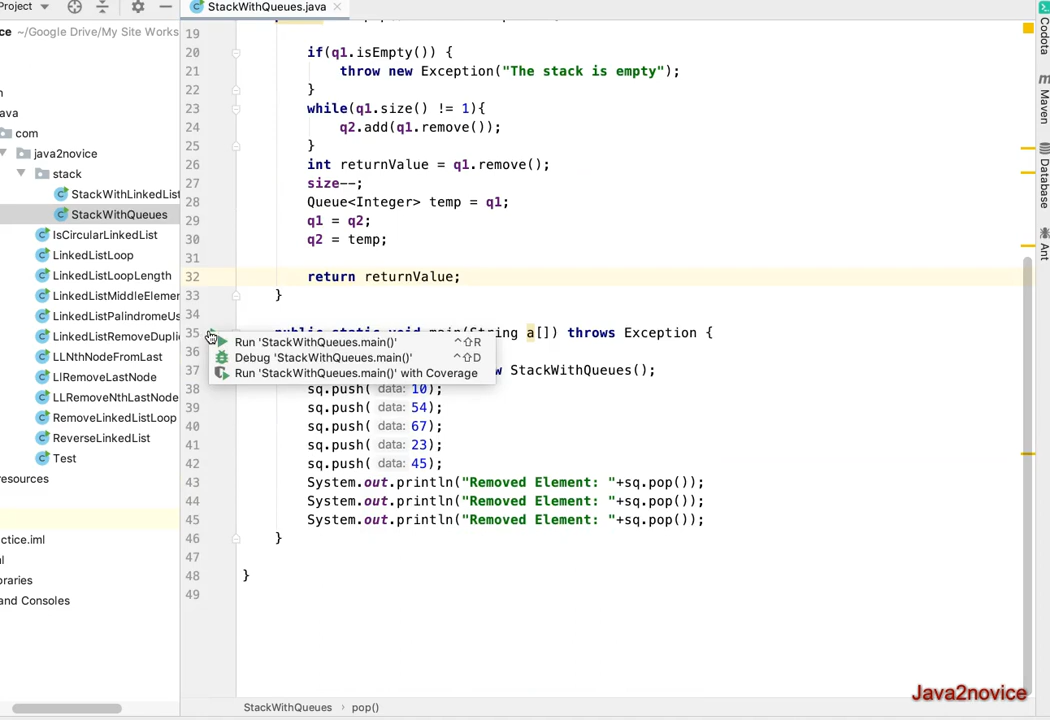 Project
StackWithQueues.java
ce ~/Google Drive/My Site Works
ava
com
java2novice
stack
StackWithLinkedList
StackWithQueues
IsCircularLinkedList
LinkedListLoop
LinkedListLoopLength
LinkedListMiddleElemen
LinkedListPalindromeUs
LinkedListRemoveDupli
LLNthNodeFromLast
LlRemoveLastNode
LLRemoveNthLastNode
RemoveLinkedListLoop
ReverseLinkedList
Test
resources
ctice.iml
ml
braries
and Consoles
19
20 if(q1.isEmpty()) {
21 throw new Exception("The stack is empty");
22 }
23 while(q1.size() != 1){
24 q2.add(q1.remove());
25 }
26 int returnValue = q1.remove();
27 size--;
28 Queue<Integer> temp = q1;
29 q1 = q2;
30 q2 = temp;
31
32 return returnValue;
33 }
34
35 public static void main(String a[]) throws Exception {
Run 'StackWithQueues.main()' ^⇧R
Debug 'StackWithQueues.main()' ^⇧D
Run 'StackWithQueues.main()' with Coverage
36
37 w StackWithQueues();
38 sq.push( data: 10);
39 sq.push( data: 54);
40 sq.push( data: 67);
41 sq.push( data: 23);
42 sq.push( data: 45);
43 System.out.println("Removed Element: "+sq.pop());
44 System.out.println("Removed Element: "+sq.pop());
45 System.out.println("Removed Element: "+sq.pop());
46 }
47
48 }
49
StackWithQueues › pop()
Codota
Maven
Database
Ant
Java2novice